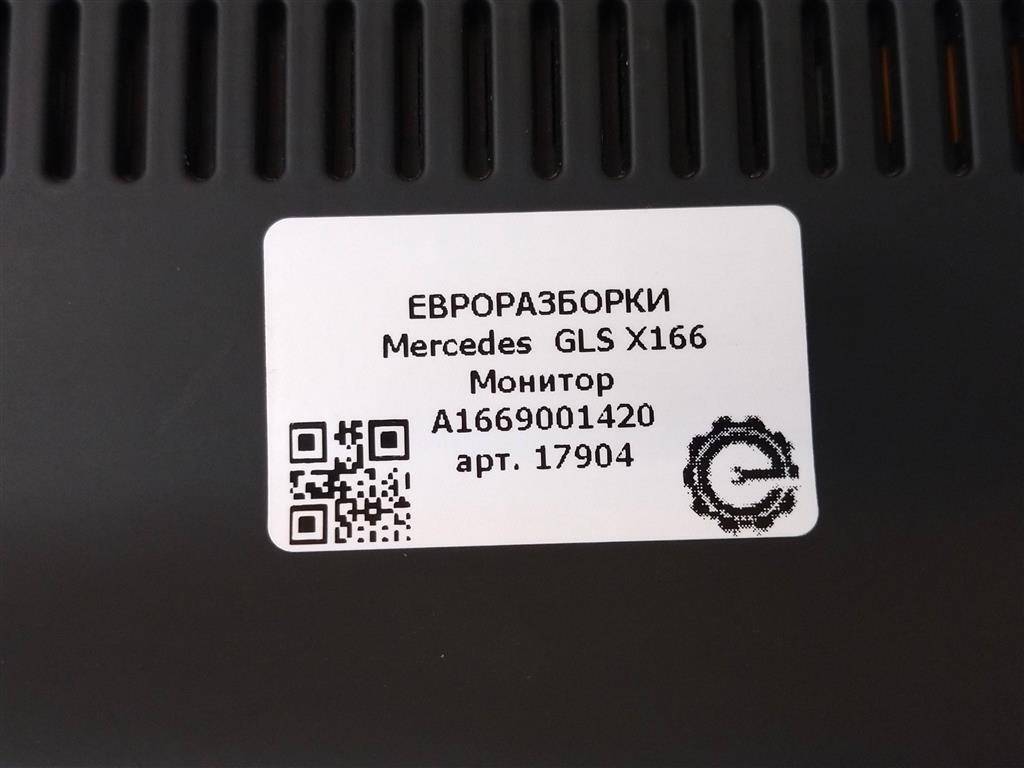 ЕВРОРАЗБОРКИ
Mercedes GLS X166
Монитор
A1669001420
арт. 17904